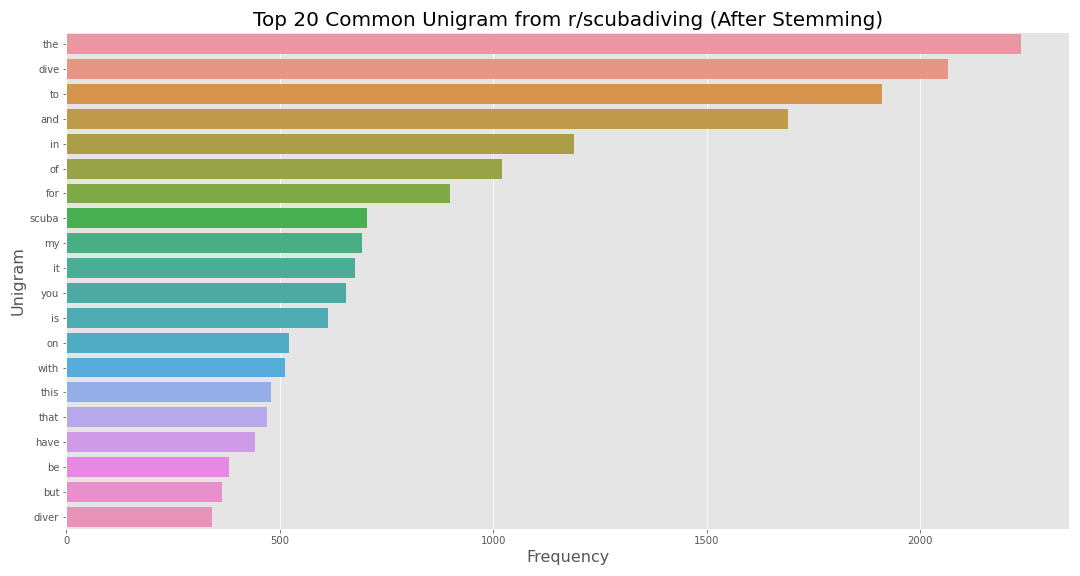 Top 20 Common Unigram from r/scubadiving (After Stemming)
the
dive
to
and
in
of
for
scuba
my
it
you
is
on
with
this
that
have
be
but
diver
Unigram
0 500 1000 1500 2000
Frequency